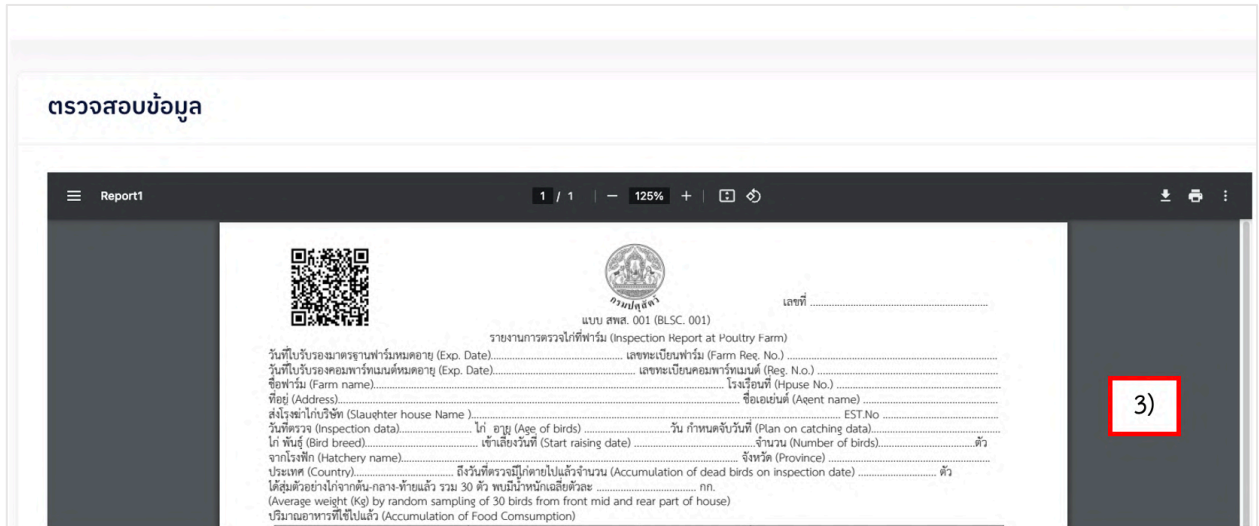 ตรวจสอบข้อมูล
Report1
1 / 1
125%
กรมปศุสัตว์
เลขที่ ........................................................
แบบ สพส. 001 (BLSC. 001)
รายงานการตรวจไก่ที่ฟาร์ม (Inspection Report at Poultry Farm)
วันที่ใบรับรองมาตรฐานฟาร์มหมดอายุ (Exp. Date)........................................ เลขทะเบียนฟาร์ม (Farm Reg. No.) ........................................
วันที่ใบรับรองคอมพาร์ทเมนต์หมดอายุ (Exp. Date)........................................ เลขทะเบียนคอมพาร์ทเมนต์ (Reg. N.o.) ........................................
ชื่อฟาร์ม (Farm name)........................................ โรงเรือนที่ (Hpuse No.) ........................................
ที่อยู่ (Address)........................................ ชื่อเอเย่นต์ (Agent name) ........................................
ส่งโรงฆ่าไก่บริษัท (Slaughter house Name )........................................ EST.No ........................................
วันที่ตรวจ (Inspection data).................... ไก่ อายุ (Age of birds) ....................วัน กำหนดจับวันที่ (Plan on catching data)........................................
ไก่ พันธุ์ (Bird breed).................... เข้าเลี้ยงวันที่ (Start raising date) ....................จำนวน (Number of birds)....................ตัว
จากโรงฟัก (Hatchery name)........................................ จังหวัด (Province) ........................................
ประเทศ (Country).................... ถึงวันที่ตรวจมีไก่ตายไปแล้วจำนวน (Accumulation of dead birds on inspection date) .................... ตัว
ได้สุ่มตัวอย่างไก่จากต้น-กลาง-ท้ายแล้ว รวม 30 ตัว พบมีน้ำหนักเฉลี่ยตัวละ .................... กก.
(Average weight (Kg) by random sampling of 30 birds from front mid and rear part of house)
ปริมาณอาหารที่ใช้ไปแล้ว (Accumulation of Food Comsumption)
3)